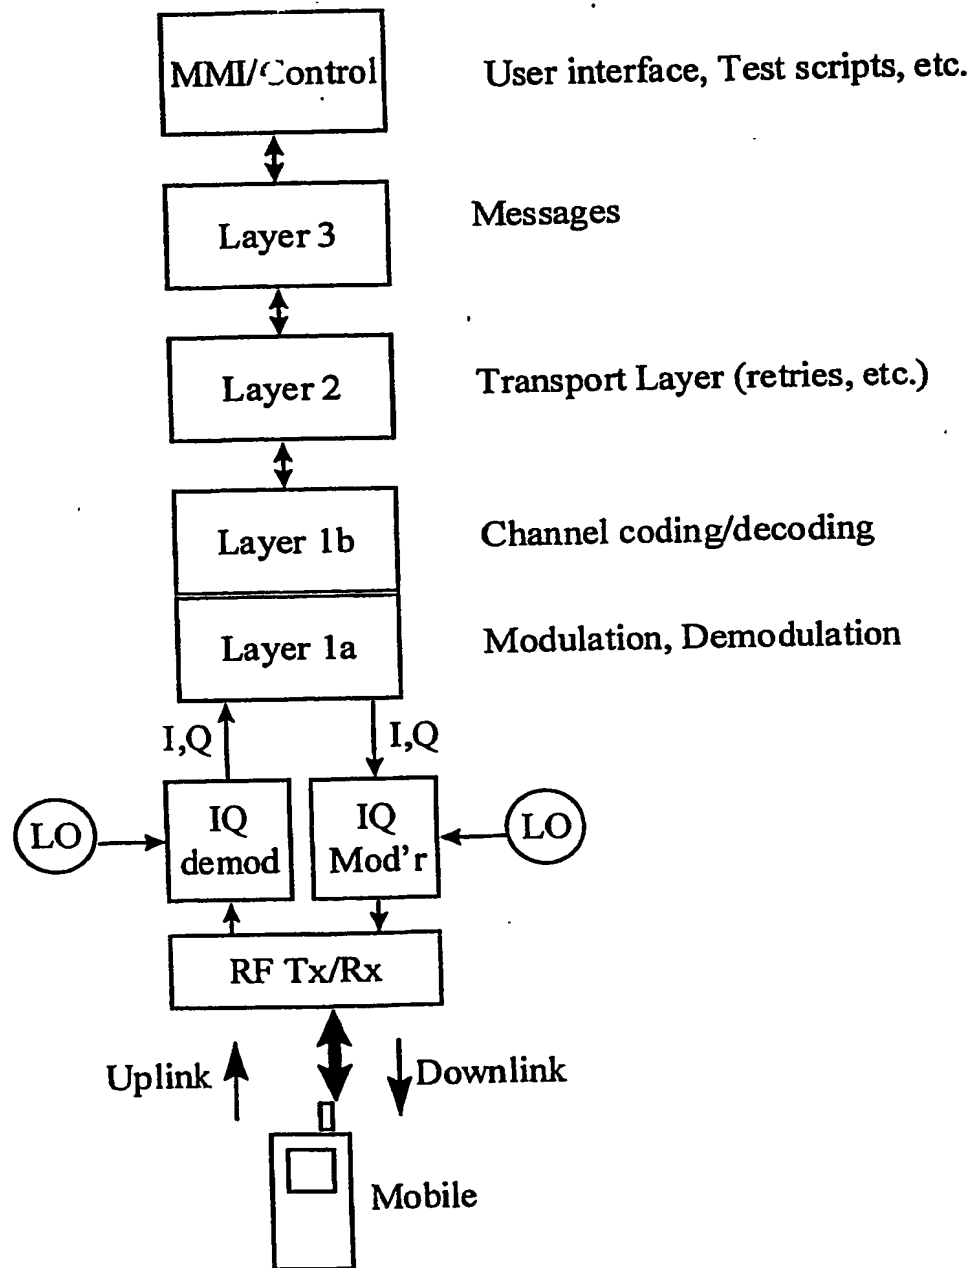 MMI/Control
User interface, Test scripts, etc.
Layer 3
Messages
Layer 2
Transport Layer (retries, etc.)
Layer 1b
Channel coding/decoding
Layer 1a
Modulation, Demodulation
I,Q
I,Q
LO
IQ
demod
IQ
Mod'r
LO
RF Tx/Rx
Uplink
Downlink
Mobile